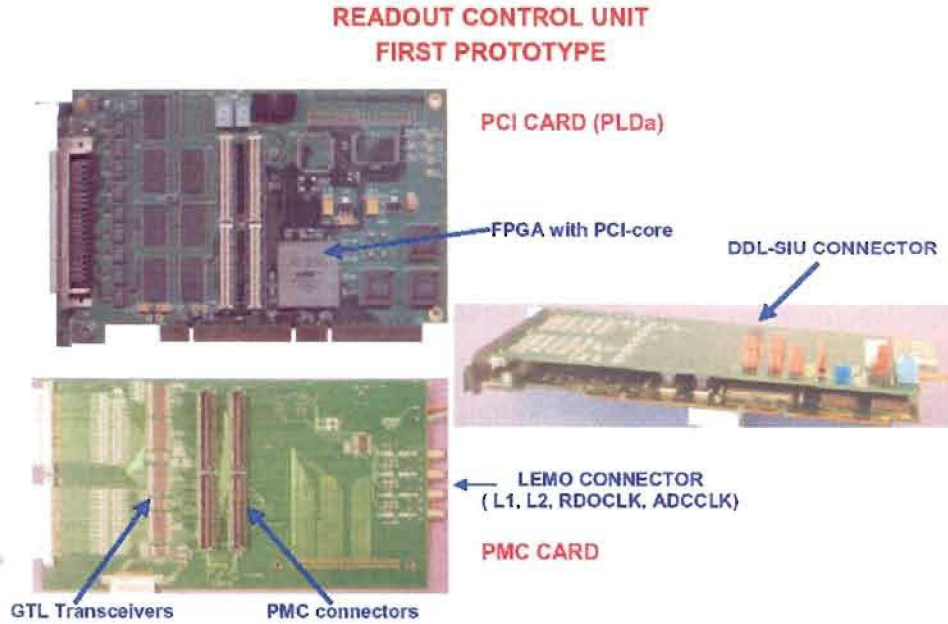 READOUT CONTROL UNIT
FIRST PROTOTYPE
PCI CARD (PLDa)
FPGA with PCI-core
DDL-SIU CONNECTOR
LEMO CONNECTOR
( L1, L2, RDOCLK, ADCCLK)
PMC CARD
GTL Transceivers
PMC connectors